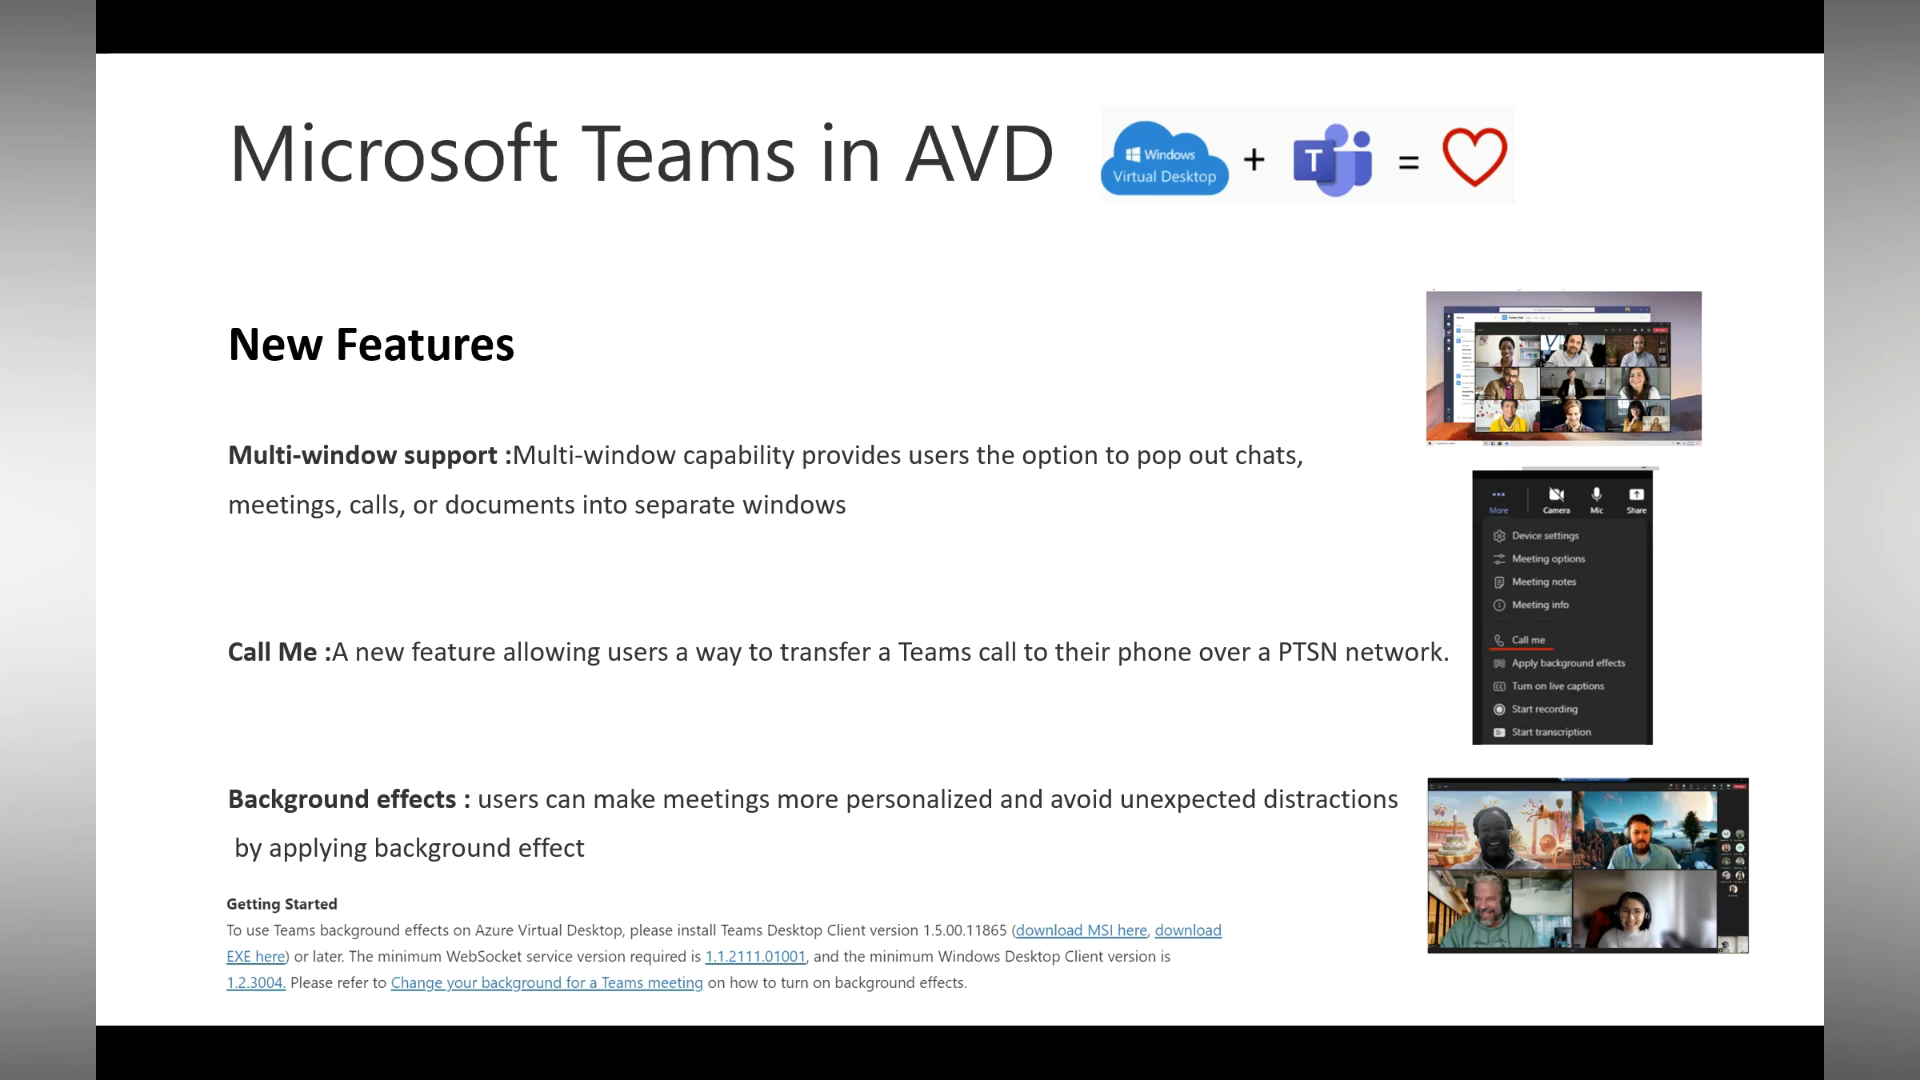 Microsoft Teams in AVD
Windows
Virtual Desktop
+
T
=
New Features
Multi-window support :Multi-window capability provides users the option to pop out chats,
meetings, calls, or documents into separate windows
Call Me :A new feature allowing users a way to transfer a Teams call to their phone over a PTSN network.
More Camera Mic Share
Device settings
Meeting options
Meeting notes
Meeting info
Call me
Apply background effects
Turn on live captions
Start recording
Start transcription
Background effects : users can make meetings more personalized and avoid unexpected distractions
by applying background effect
Getting Started
To use Teams background effects on Azure Virtual Desktop, please install Teams Desktop Client version 1.5.00.11865 (download MSI here, download
EXE here) or later. The minimum WebSocket service version required is 1.1.2111.01001, and the minimum Windows Desktop Client version is
1.2.3004. Please refer to Change your background for a Teams meeting on how to turn on background effects.